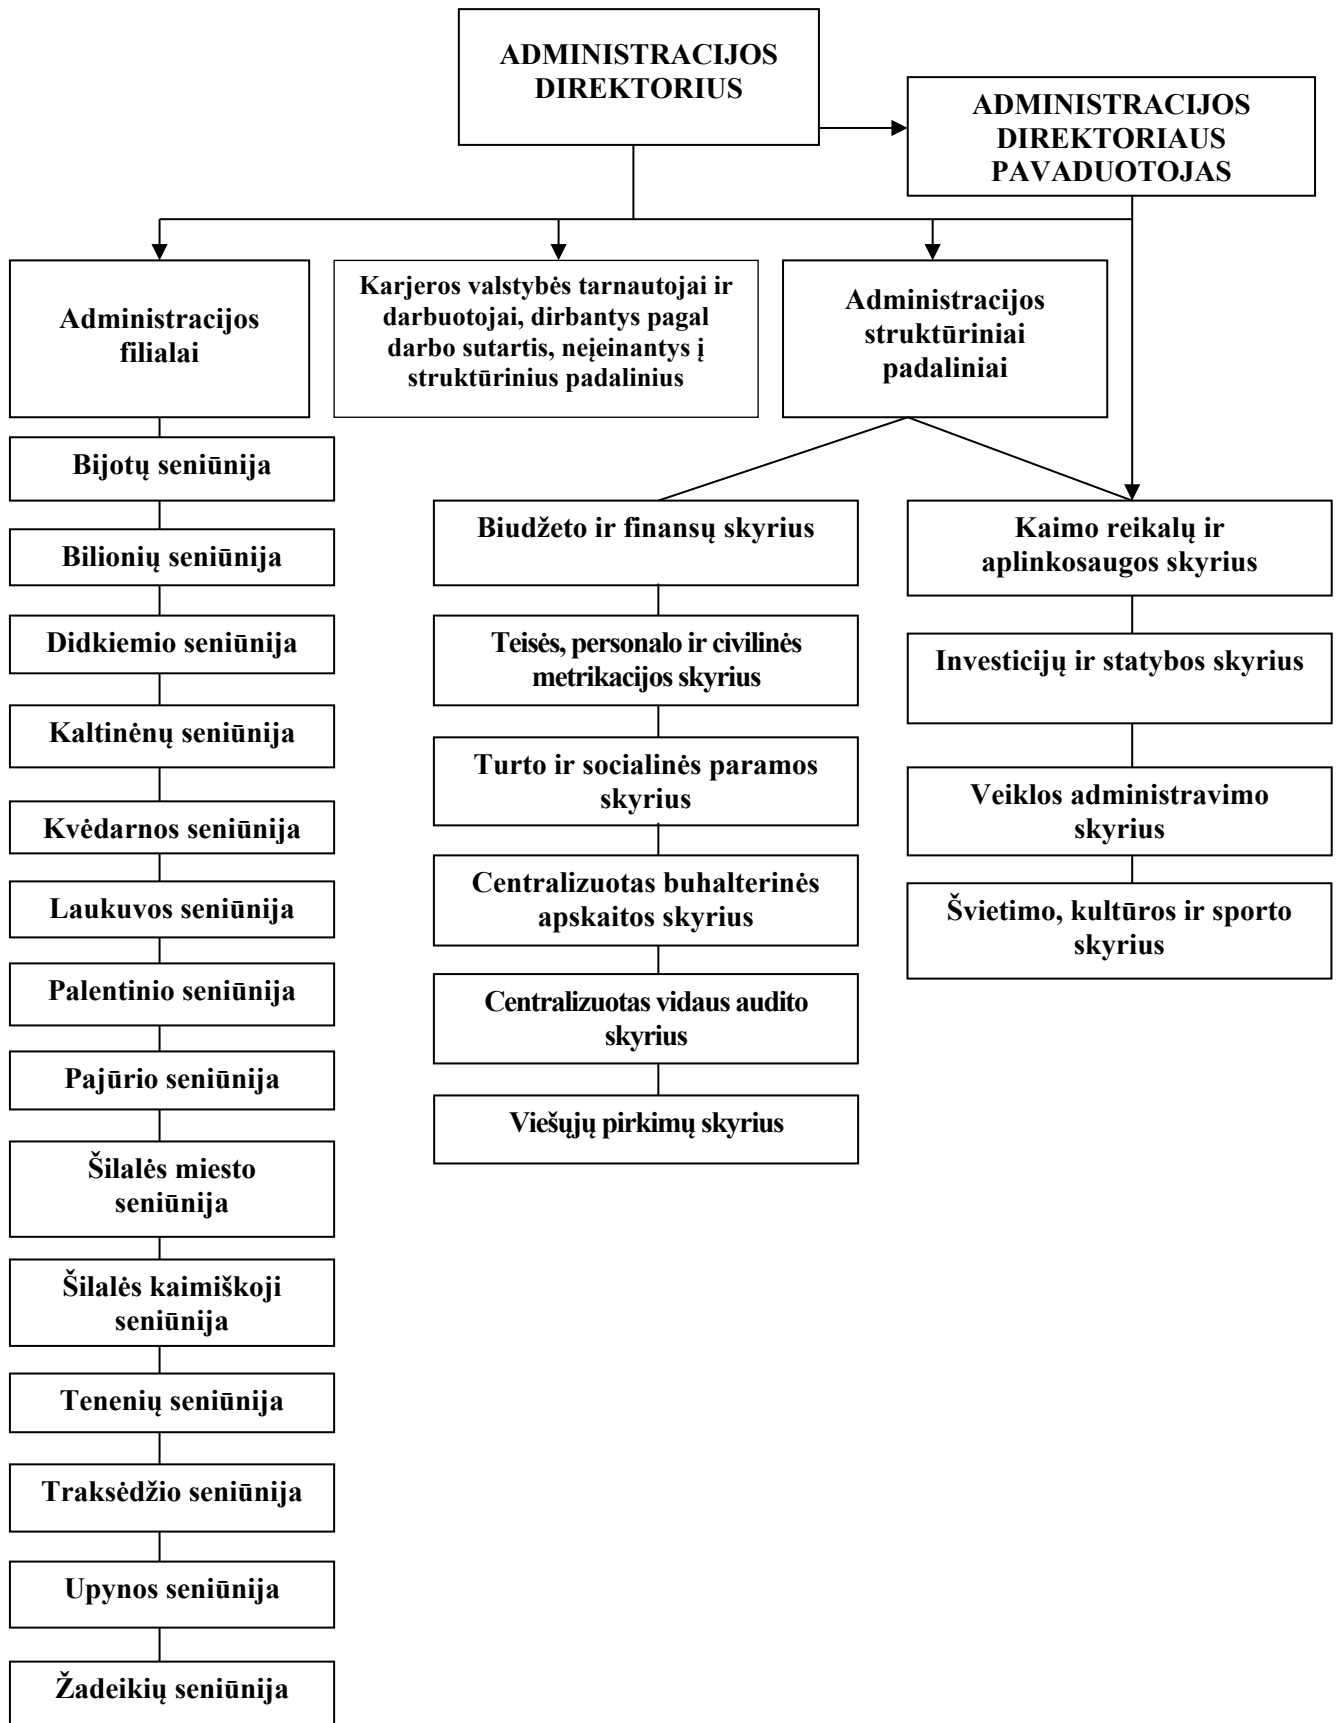 ADMINISTRACIJOS
DIREKTORIUS
ADMINISTRACIJOS
DIREKTORIAUS
PAVADUOTOJAS
Administracijos
filialai
Karjeros valstybės tarnautojai ir
darbuotojai, dirbantys pagal
darbo sutartis, neįeinantys į
struktūrinius padalinius
Administracijos
struktūriniai
padaliniai
Bijotų seniūnija
Bilionių seniūnija
Didkiemio seniūnija
Kaltinėnų seniūnija
Kvėdarnos seniūnija
Laukuvos seniūnija
Palentinio seniūnija
Pajūrio seniūnija
Šilalės miesto
seniūnija
Šilalės kaimiškoji
seniūnija
Tenenių seniūnija
Traksėdžio seniūnija
Upynos seniūnija
Žadeikių seniūnija
Biudžeto ir finansų skyrius
Teisės, personalo ir civilinės
metrikacijos skyrius
Turto ir socialinės paramos
skyrius
Centralizuotas buhalterinės
apskaitos skyrius
Centralizuotas vidaus audito
skyrius
Viešųjų pirkimų skyrius
Kaimo reikalų ir
aplinkosaugos skyrius
Investicijų ir statybos skyrius
Veiklos administravimo
skyrius
Švietimo, kultūros ir sporto
skyrius